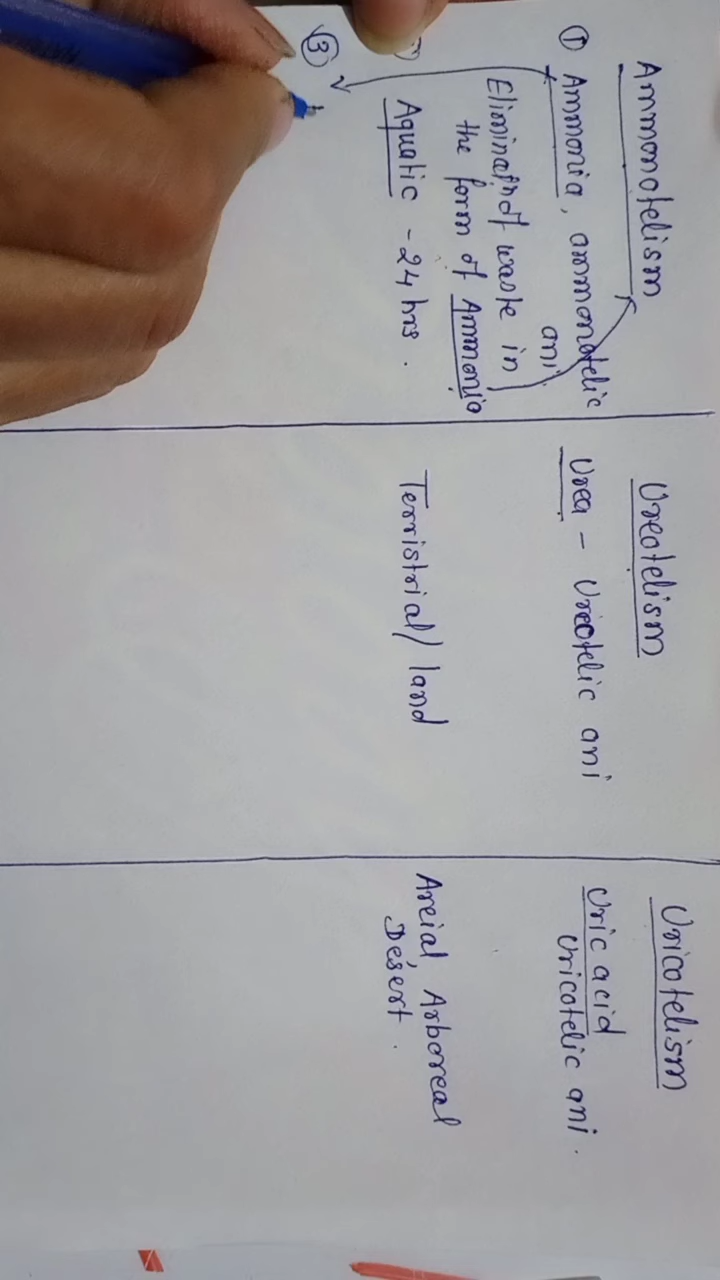 Ammonotelism
① Ammonia, ammonotelic
ani
Eliminatn of waste in
the form of Ammonia
Aquatic - 24 hrs.
③
Ureotelism
Urea - Ureotelic ani
Terristrial/ land
Uricotelism
Uric acid
Uricotelic ani.
Areial, Arboreal
Desert.